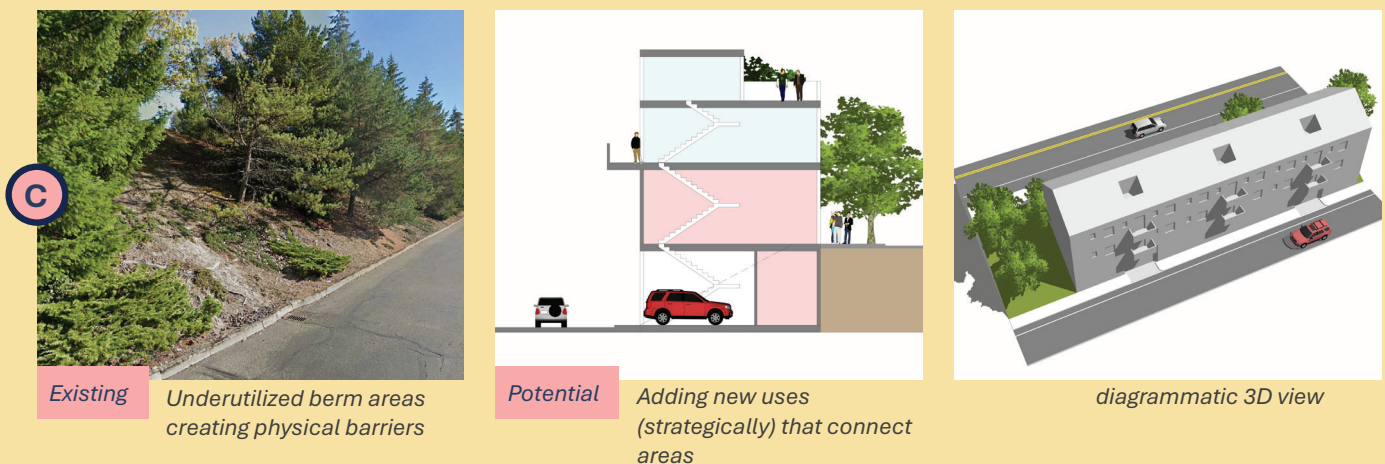 C
Existing
Underutilized berm areas
creating physical barriers
Potential
Adding new uses
(strategically) that connect
areas
diagrammatic 3D view